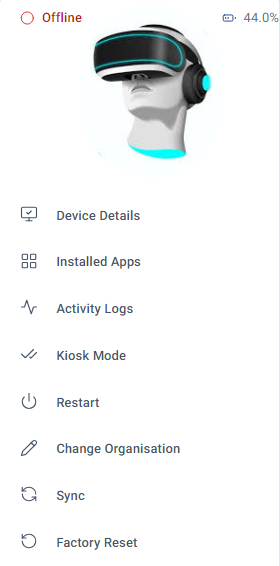 Offline 44.0%
Device Details
Installed Apps
Activity Logs
Kiosk Mode
Restart
Change Organisation
Sync
Factory Reset